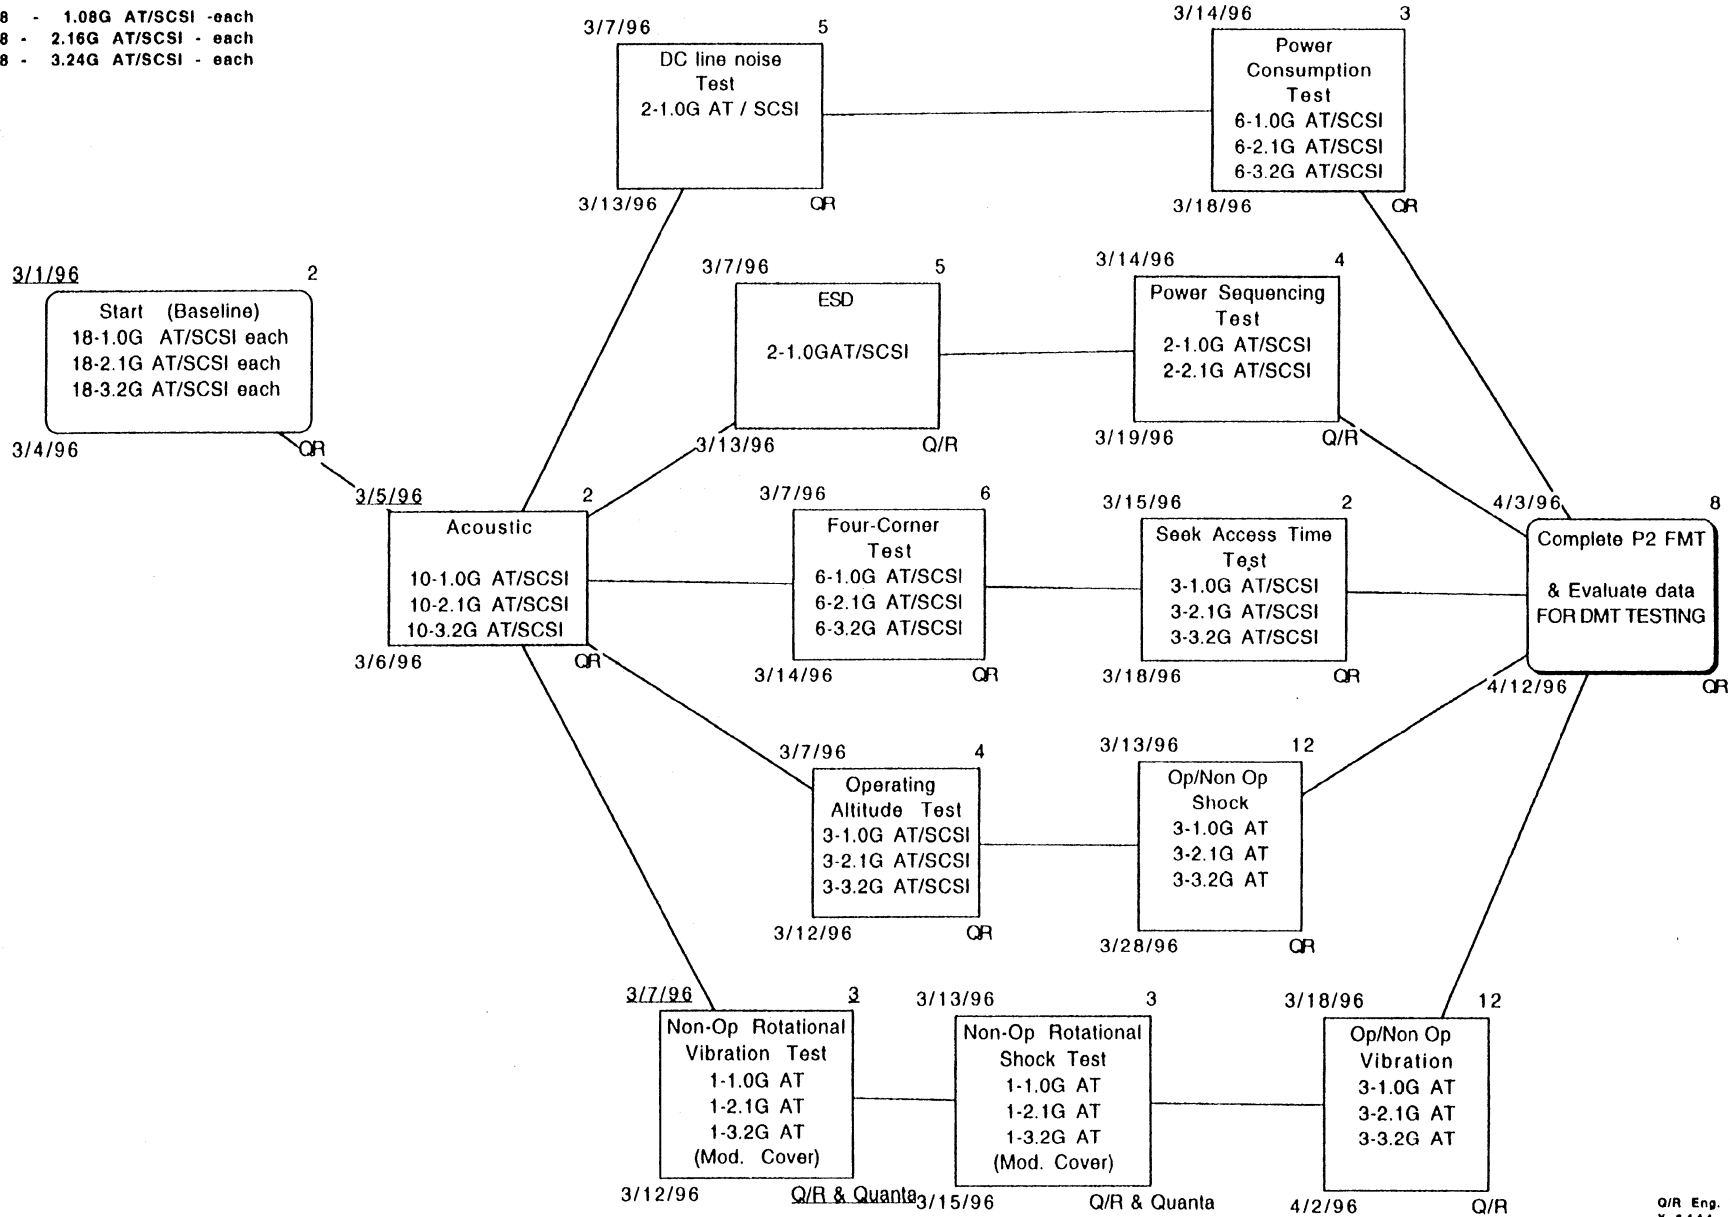 8 - 1.08G AT/SCSI -each
8 - 2.16G AT/SCSI - each
8 - 3.24G AT/SCSI - each
3/7/96 5
DC line noise
Test
2-1.0G AT / SCSI
3/13/96 QR
3/14/96 3
Power
Consumption
Test
6-1.0G AT/SCSI
6-2.1G AT/SCSI
6-3.2G AT/SCSI
3/18/96 QR
3/1/96 2
Start (Baseline)
18-1.0G AT/SCSI each
18-2.1G AT/SCSI each
18-3.2G AT/SCSI each
3/4/96 QR
3/7/96 5
ESD
2-1.0GAT/SCSI
3/13/96 Q/R
3/14/96 4
Power Sequencing
Test
2-1.0G AT/SCSI
2-2.1G AT/SCSI
3/19/96 Q/R
3/5/96 2
Acoustic
10-1.0G AT/SCSI
10-2.1G AT/SCSI
10-3.2G AT/SCSI
3/6/96 QR
3/7/96 6
Four-Corner
Test
6-1.0G AT/SCSI
6-2.1G AT/SCSI
6-3.2G AT/SCSI
3/14/96 QR
3/15/96 2
Seek Access Time
Test
3-1.0G AT/SCSI
3-2.1G AT/SCSI
3-3.2G AT/SCSI
3/18/96 QR
4/3/96 8
Complete P2 FMT
& Evaluate data
FOR DMT TESTING
4/12/96 QR
3/7/96 4
Operating
Altitude Test
3-1.0G AT/SCSI
3-2.1G AT/SCSI
3-3.2G AT/SCSI
3/12/96 QR
3/13/96 12
Op/Non Op
Shock
3-1.0G AT
3-2.1G AT
3-3.2G AT
3/28/96 QR
3/7/96 3
Non-Op Rotational
Vibration Test
1-1.0G AT
1-2.1G AT
1-3.2G AT
(Mod. Cover)
3/12/96 Q/R & Quanta
3/13/96 3
Non-Op Rotational
Shock Test
1-1.0G AT
1-2.1G AT
1-3.2G AT
(Mod. Cover)
3/15/96 Q/R & Quanta
3/18/96 12
Op/Non Op
Vibration
3-1.0G AT
3-2.1G AT
3-3.2G AT
4/2/96 Q/R
Q/R Eng.